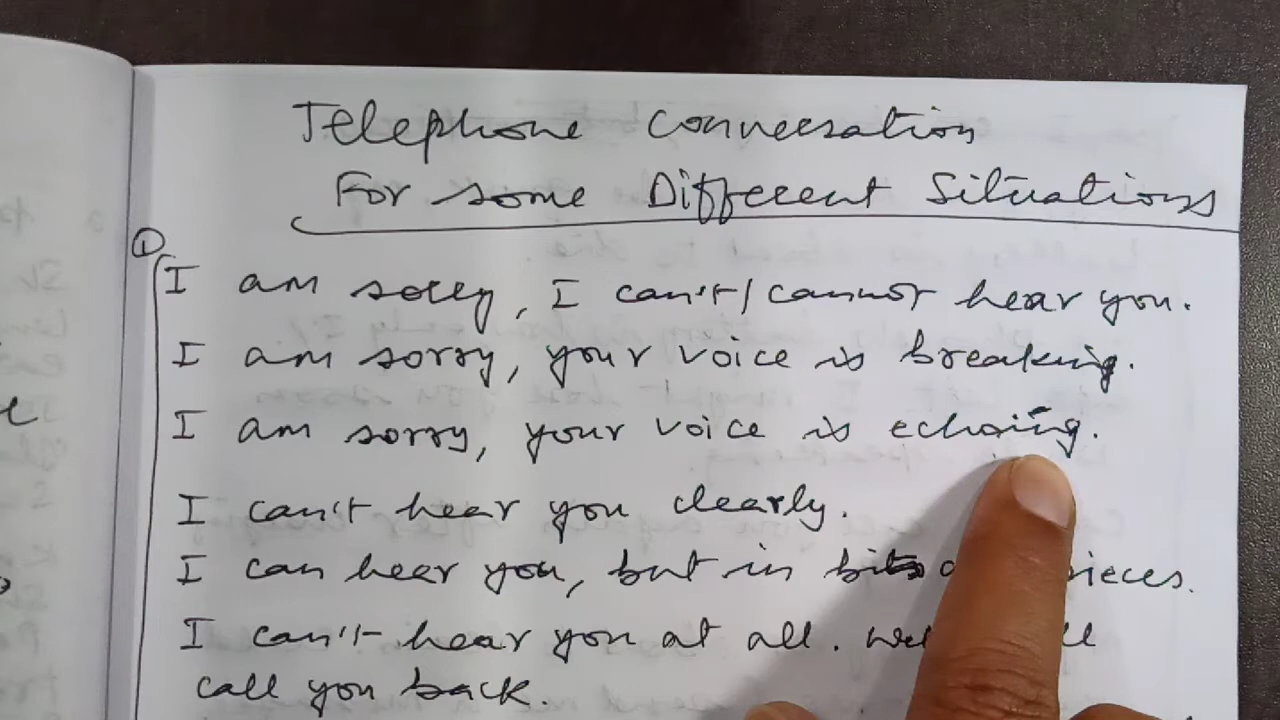 Telephone Conversation
For some Different Situations
①
I am sorry, I can't/cannot hear you.
I am sorry, your voice is breaking.
I am sorry, your voice is echoing.
I can't hear you clearly.
I can hear you, but in bits pieces.
I can't hear you at all.
call you back.